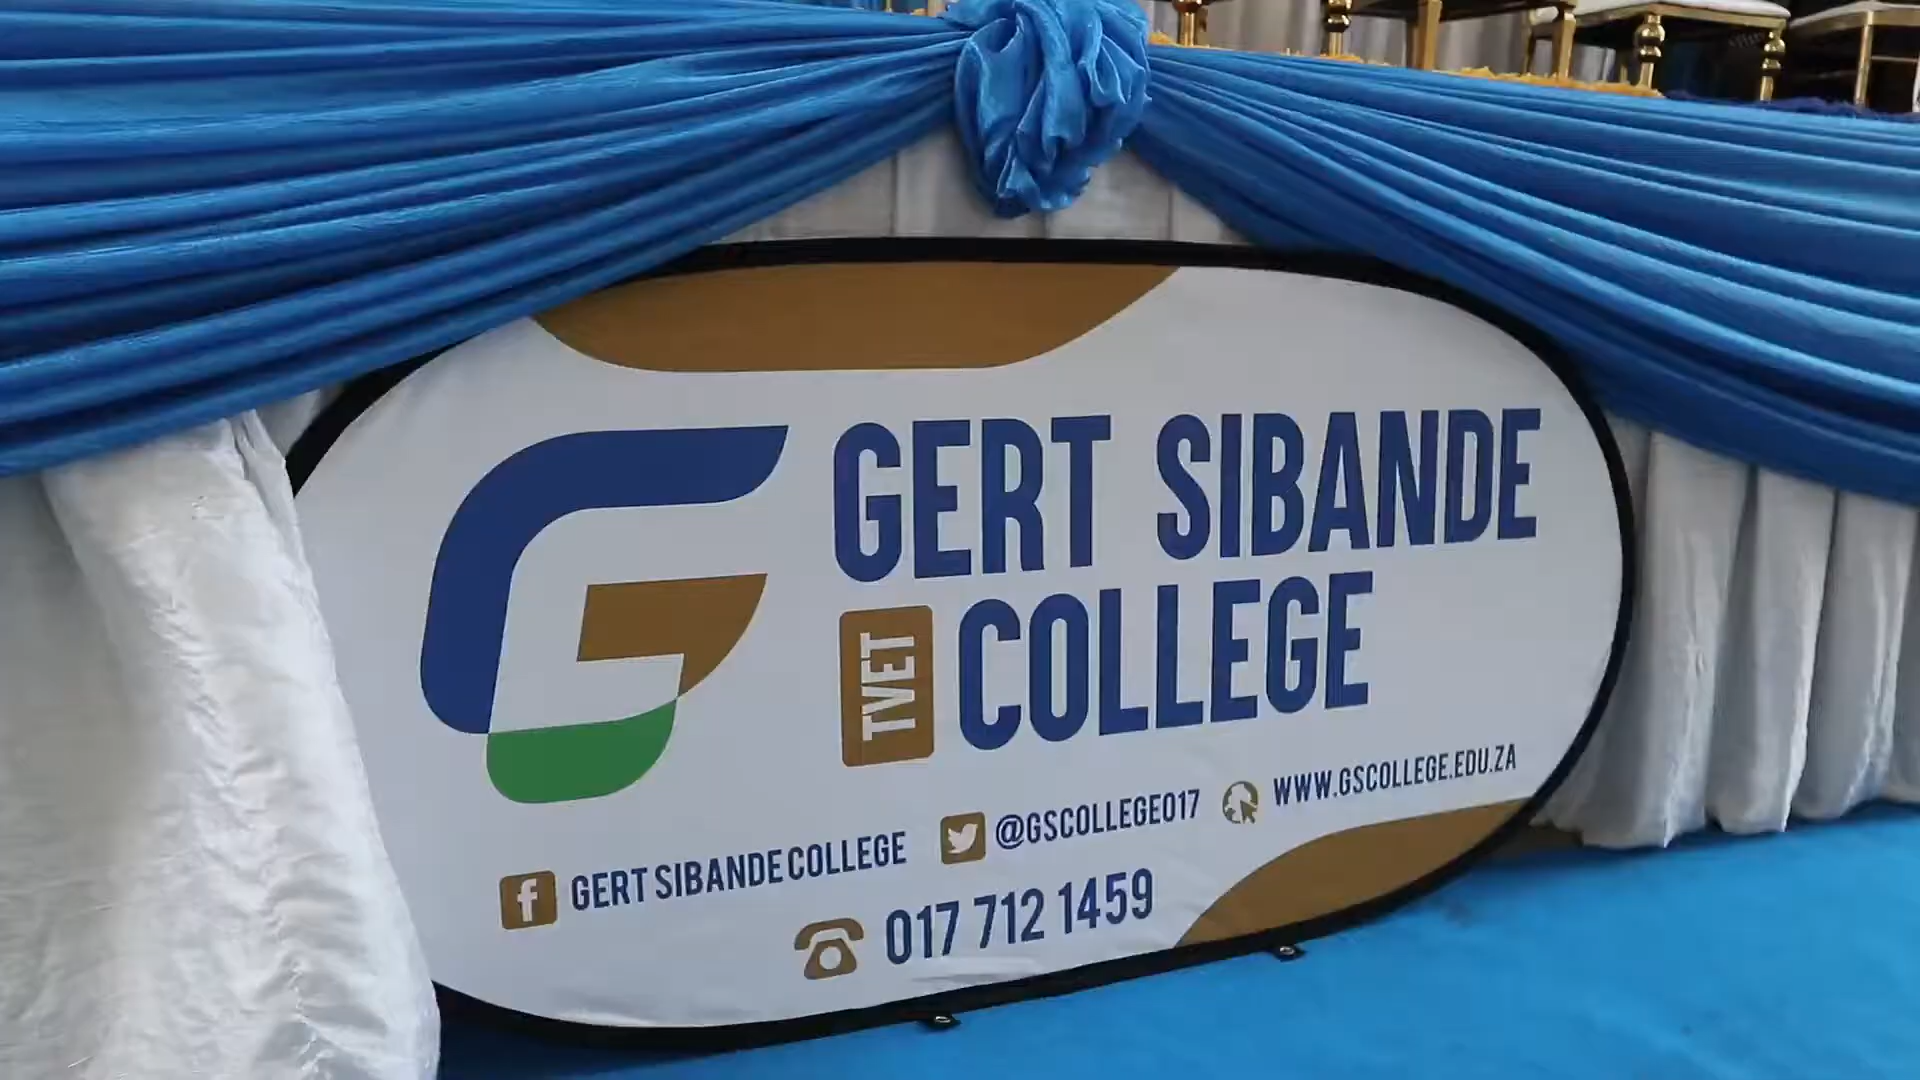 GERT SIBANDE
TVET COLLEGE
GERT SIBANDE COLLEGE @GSCOLLEGE017 WWW.GSCOLLEGE.EDU.ZA
017 712 1459